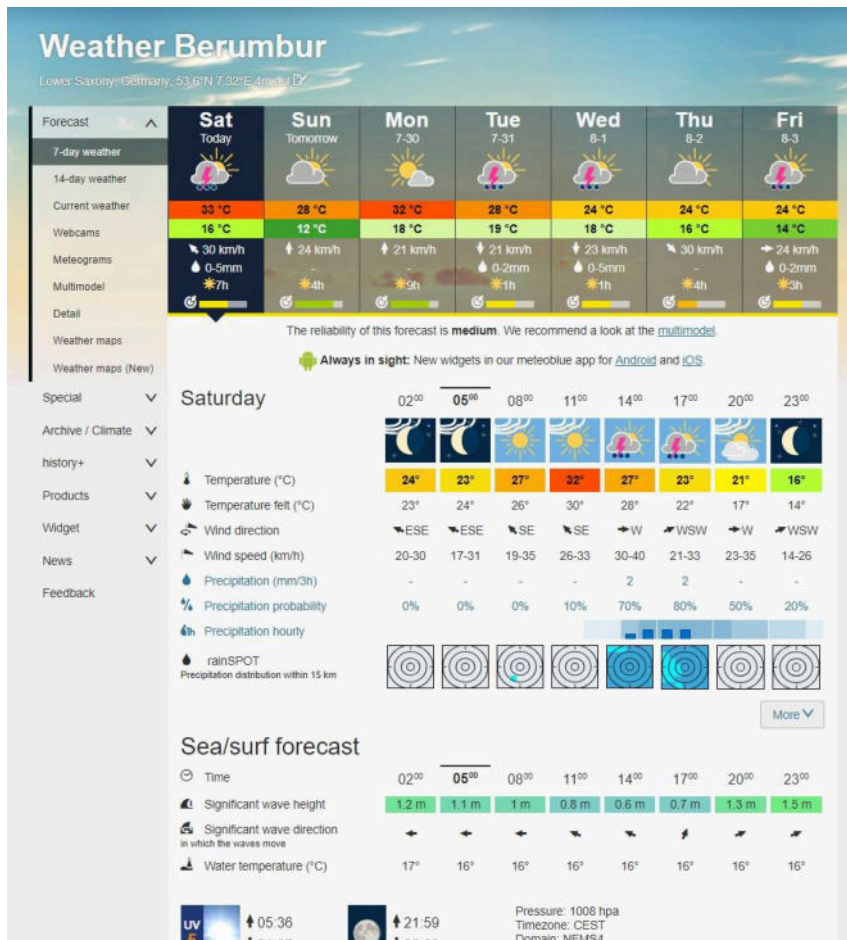 Weather Berumbur
Lower Saxony, Germany, 53.6°N 7.32°E 4m asl
Forecast
7-day weather
14-day weather
Current weather
Webcams
Meteograms
Multimodel
Detail
Weather maps
Weather maps (New)
Special
Archive / Climate
history+
Products
Widget
News
Feedback
Sat Sun Mon Tue Wed Thu Fri
Today Tomorrow 7-30 7-31 8-1 8-2 8-3
33 °C 28 °C 32 °C 28 °C 24 °C 24 °C 24 °C
16 °C 12 °C 18 °C 19 °C 18 °C 16 °C 14 °C
30 km/h 24 km/h 21 km/h 21 km/h 23 km/h 30 km/h 24 km/h
0-5mm - - 0-2mm 0-5mm - 0-2mm
7h 4h 9h 1h 1h 4h 3h
The reliability of this forecast is medium. We recommend a look at the multimodel.
Always in sight: New widgets in our meteoblue app for Android and iOS.
Saturday 02⁰⁰ 05⁰⁰ 08⁰⁰ 11⁰⁰ 14⁰⁰ 17⁰⁰ 20⁰⁰ 23⁰⁰
Temperature (°C) 24° 23° 27° 32° 27° 23° 21° 16°
Temperature felt (°C) 23° 24° 26° 30° 28° 22° 17° 14°
Wind direction ESE ESE SE SE W WSW W WSW
Wind speed (km/h) 20-30 17-31 19-35 26-33 30-40 21-33 23-35 14-26
Precipitation (mm/3h) - - - - 2 2 - -
Precipitation probability 0% 0% 0% 10% 70% 80% 50% 20%
1h Precipitation hourly
rainSPOT
Precipitation distribution within 15 km
More
Sea/surf forecast
Time 02⁰⁰ 05⁰⁰ 08⁰⁰ 11⁰⁰ 14⁰⁰ 17⁰⁰ 20⁰⁰ 23⁰⁰
Significant wave height 1.2 m 1.1 m 1 m 0.8 m 0.6 m 0.7 m 1.3 m 1.5 m
Significant wave direction
in which the waves move
Water temperature (°C) 17° 16° 16° 16° 16° 16° 16° 16°
UV 05:36 21:59 Pressure: 1008 hpa
Timezone: CEST
Domain: NEMS4